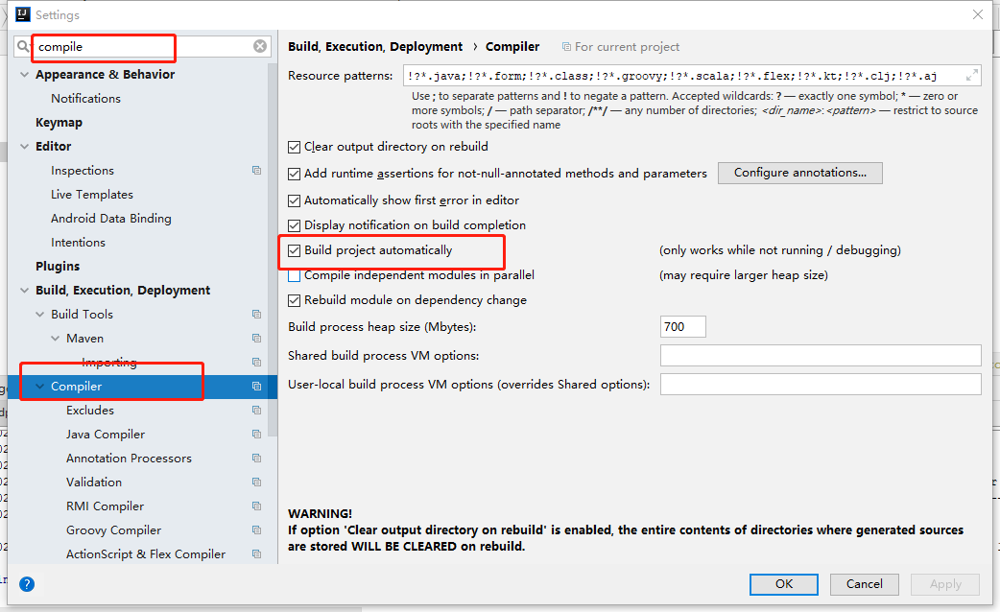 Settings
compile
Appearance & Behavior
Notifications
Keymap
Editor
Inspections
Live Templates
Android Data Binding
Intentions
Plugins
Build, Execution, Deployment
Build Tools
Maven
Importing
Compiler
Excludes
Java Compiler
Annotation Processors
Validation
RMI Compiler
Groovy Compiler
ActionScript & Flex Compiler
Build, Execution, Deployment › Compiler For current project
Resource patterns: !?*.java;!?*.form;!?*.class;!?*.groovy;!?*.scala;!?*.flex;!?*.kt;!?*.clj;!?*.aj
Use ; to separate patterns and ! to negate a pattern. Accepted wildcards: ? — exactly one symbol; * — zero or
more symbols; / — path separator; /**/ — any number of directories; <dir_name>:<pattern> — restrict to source
roots with the specified name
Clear output directory on rebuild
Add runtime assertions for not-null-annotated methods and parameters Configure annotations...
Automatically show first error in editor
Display notification on build completion
Build project automatically (only works while not running / debugging)
Compile independent modules in parallel (may require larger heap size)
Rebuild module on dependency change
Build process heap size (Mbytes): 700
Shared build process VM options:
User-local build process VM options (overrides Shared options):
WARNING!
If option 'Clear output directory on rebuild' is enabled, the entire contents of directories where generated sources
are stored WILL BE CLEARED on rebuild.
? OK Cancel Apply